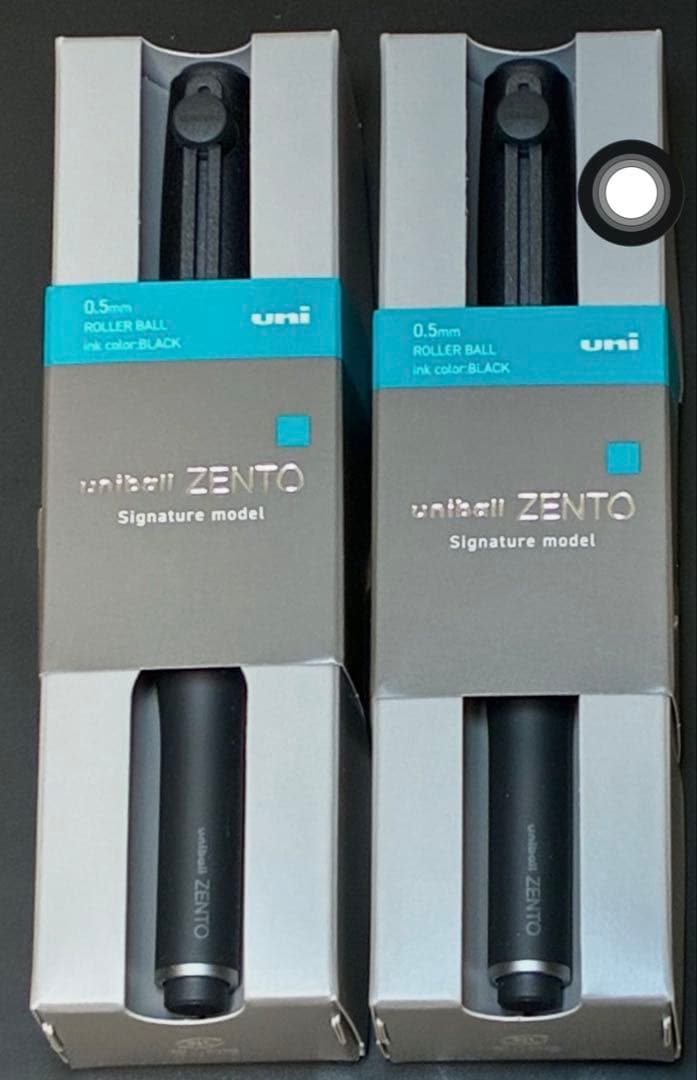 0.5mm
uni
ROLLER BALL
ink color:BLACK
uniball ZENTO
Signature model
uniball ZENTO
0.5mm
uni
ROLLER BALL
ink color:BLACK
uniball ZENTO
Signature model
uniball ZENTO